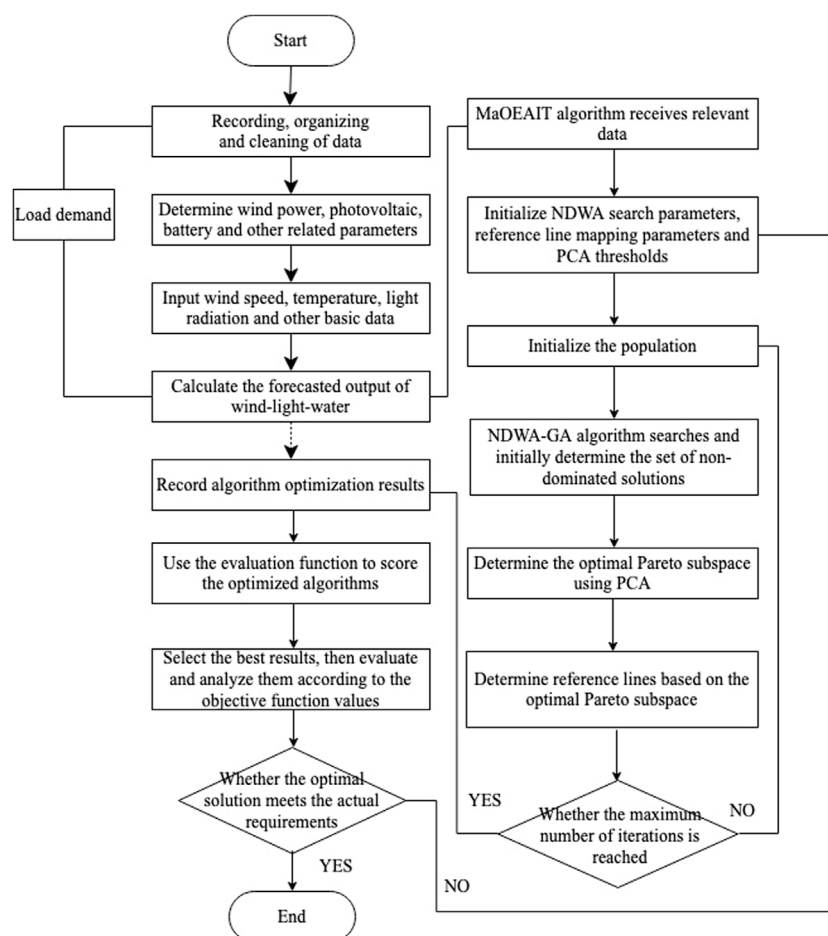 Start
Recording, organizing
and cleaning of data
Load demand
Determine wind power, photovoltaic,
battery and other related parameters
Input wind speed, temperature, light
radiation and other basic data
Calculate the forecasted output of
wind-light-water
Record algorithm optimization results
Use the evaluation function to score
the optimized algorithms
Select the best results, then evaluate
and analyze them according to the
objective function values
Whether the optimal
solution meets the actual
requirements
YES
NO
End
MaOEAIT algorithm receives relevant
data
Initialize NDWA search parameters,
reference line mapping parameters and
PCA thresholds
Initialize the population
NDWA-GA algorithm searches and
initially determine the set of non-
dominated solutions
Determine the optimal Pareto subspace
using PCA
Determine reference lines based on the
optimal Pareto subspace
Whether the maximum
number of iterations is
reached
YES
NO